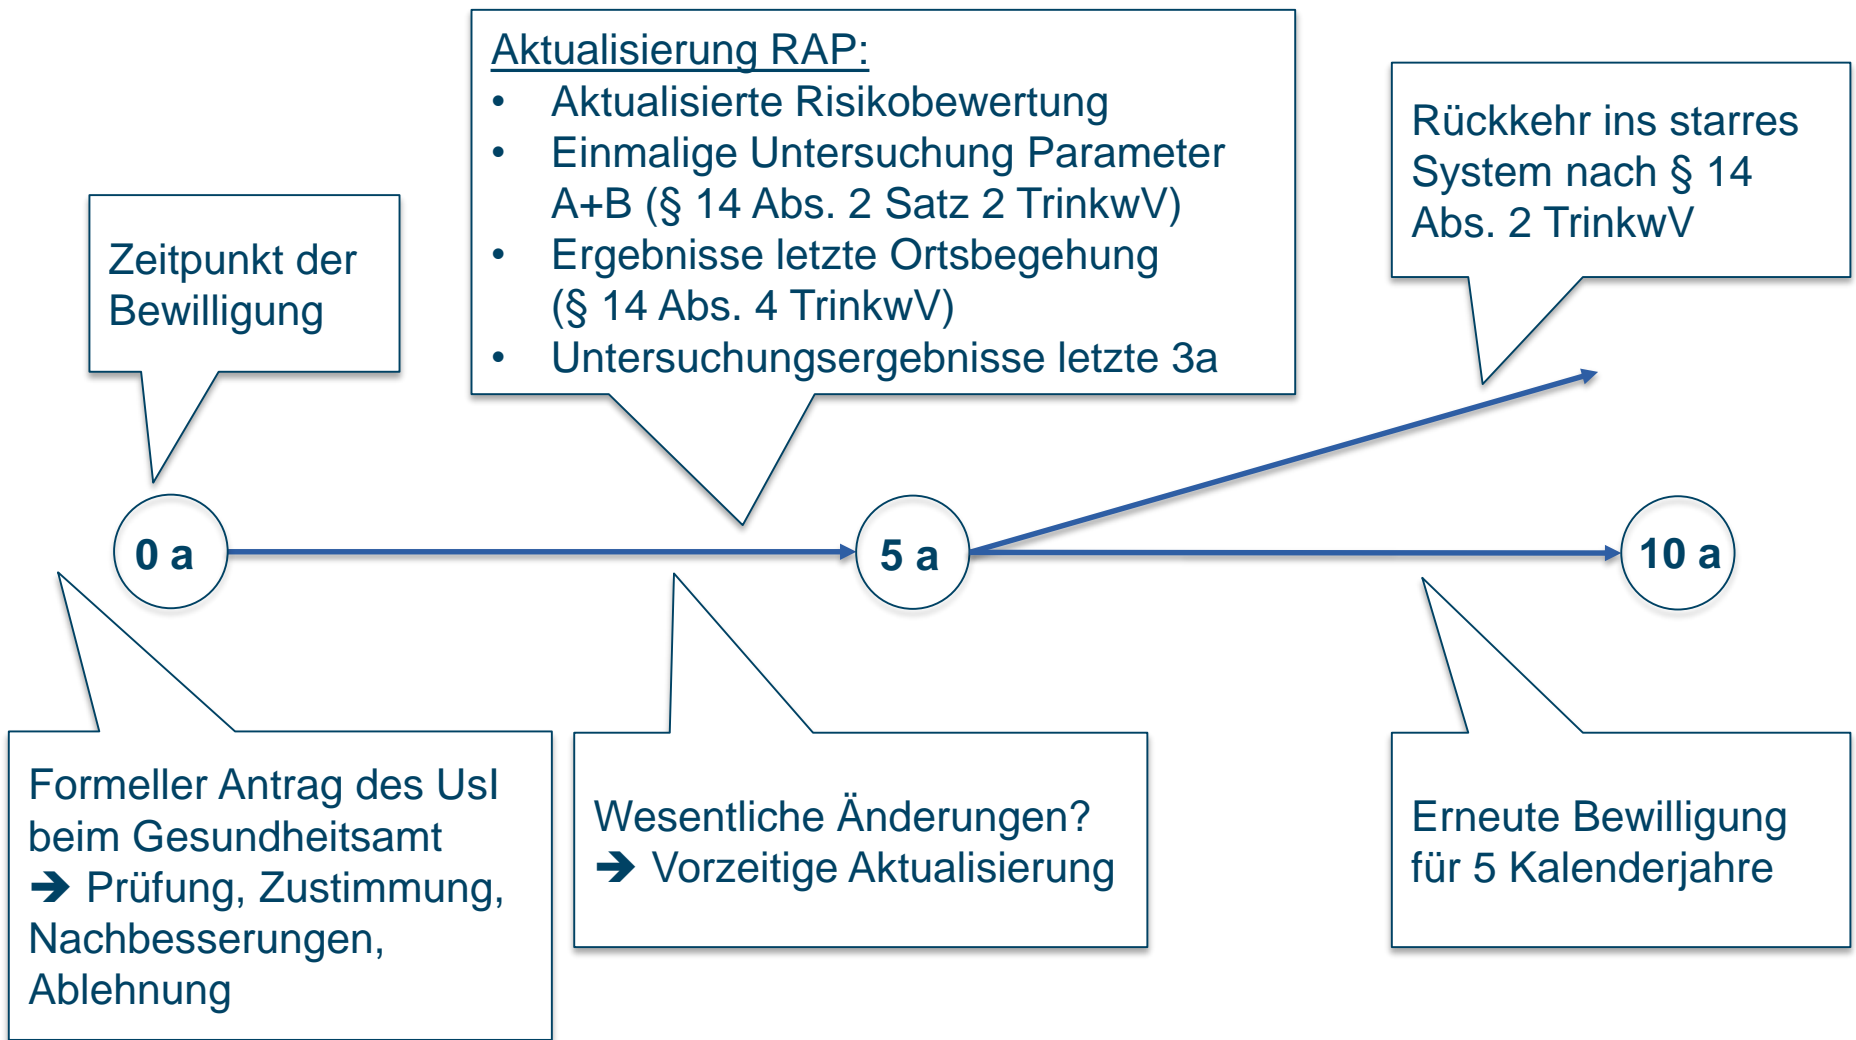 Aktualisierung RAP:
• Aktualisierte Risikobewertung
• Einmalige Untersuchung Parameter
A+B (§ 14 Abs. 2 Satz 2 TrinkwV)
• Ergebnisse letzte Ortsbegehung
(§ 14 Abs. 4 TrinkwV)
• Untersuchungsergebnisse letzte 3a
Rückkehr ins starres
System nach § 14
Abs. 2 TrinkwV
Zeitpunkt der
Bewilligung
0 a
5 a
10 a
Formeller Antrag des UsI
beim Gesundheitsamt
➔ Prüfung, Zustimmung,
Nachbesserungen,
Ablehnung
Wesentliche Änderungen?
➔ Vorzeitige Aktualisierung
Erneute Bewilligung
für 5 Kalenderjahre